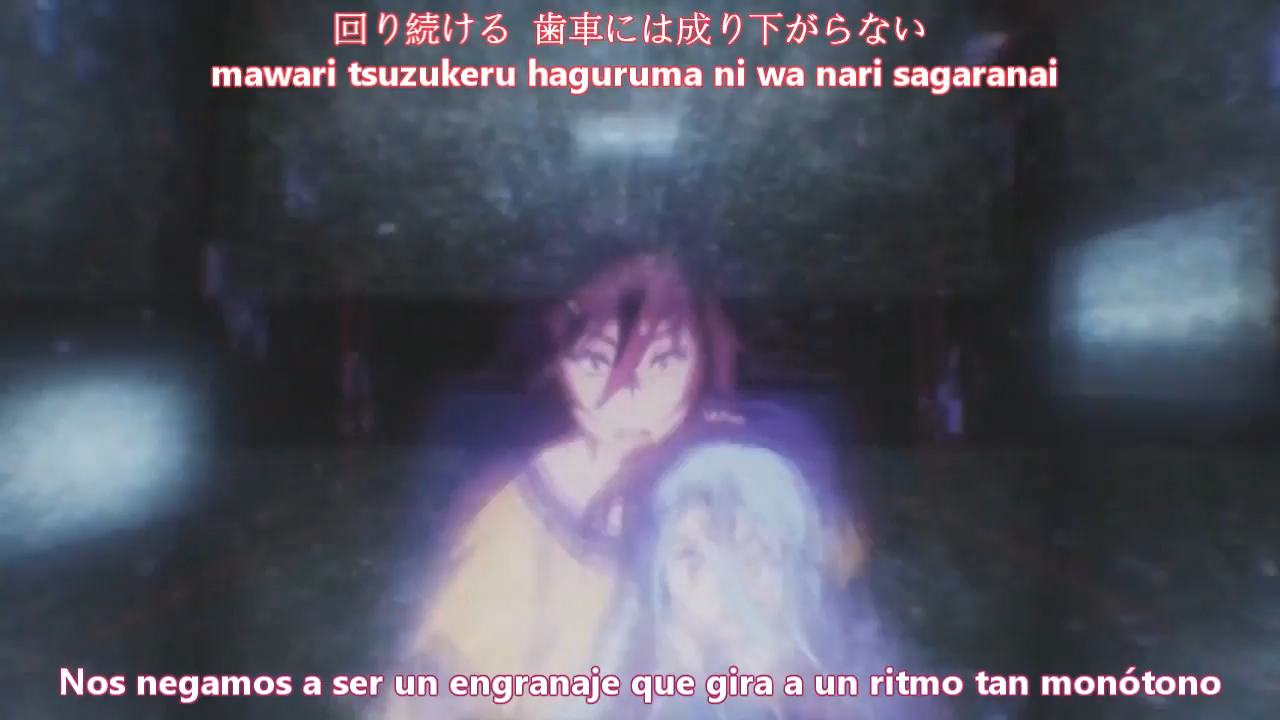 回り続ける 歯車には成り下がらない
mawari tsuzukeru haguruma ni wa nari sagaranai
Nos negamos a ser un engranaje que gira a un ritmo tan monótono